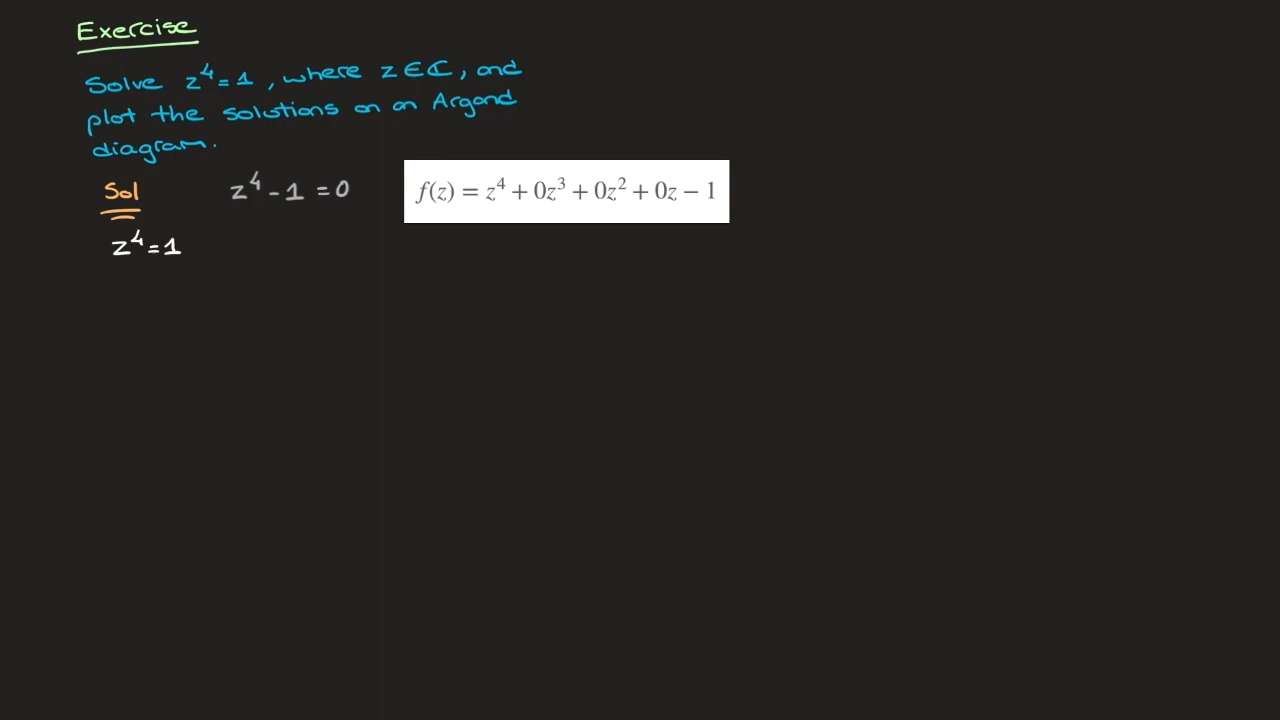 Exercise
Solve z⁴=1, where z∈ℂ, and
plot the solutions on an Argand
diagram.
Sol
z⁴-1=0
f(z) = z⁴ + 0z³ + 0z² + 0z − 1
z⁴=1